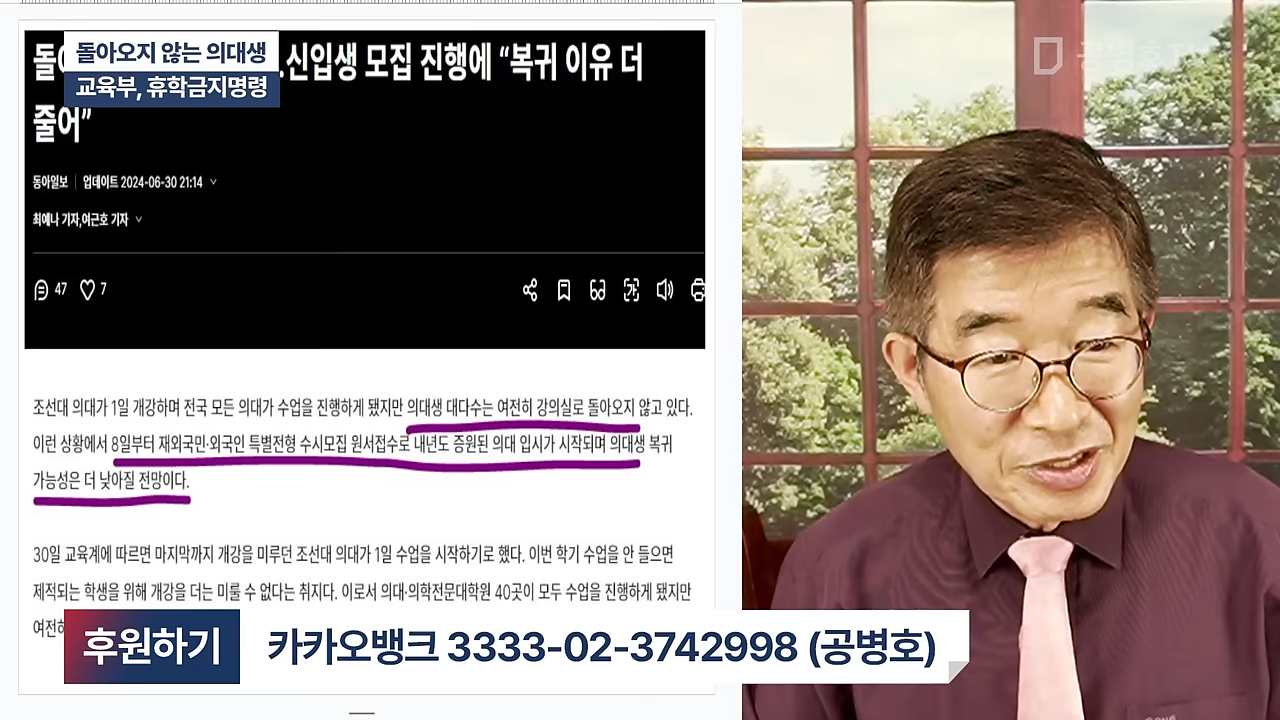 돌아오지 않는 의대생
교육부, 휴학금지명령
신입생 모집 진행에 “복귀 이유 더
줄어”
동아일보 업데이트 2024-06-30 21:14
최예나 기자,여근호 기자
47 7
조선대 의대가 1일 개강하며 전국 모든 의대가 수업을 진행하게 됐지만 의대생 대다수는 여전히 강의실로 돌아오지 않고 있다.
이런 상황에서 8일부터 재외국민·외국인 특별전형 수시모집 원서접수로 내년도 증원된 의대 입시가 시작되며 의대생 복귀
가능성은 더 낮아질 전망이다.
30일 교육계에 따르면 마지막까지 개강을 미루던 조선대 의대가 1일 수업을 시작하기로 했다. 이번 학기 수업을 안 들으면
제적되는 학생을 위해 개강을 더는 미룰 수 없다는 취지다. 이로서 의대·의학전문대학원 40곳이 모두 수업을 진행하게 됐지만
후원하기 카카오뱅크 3333-02-3742998 (공병호)